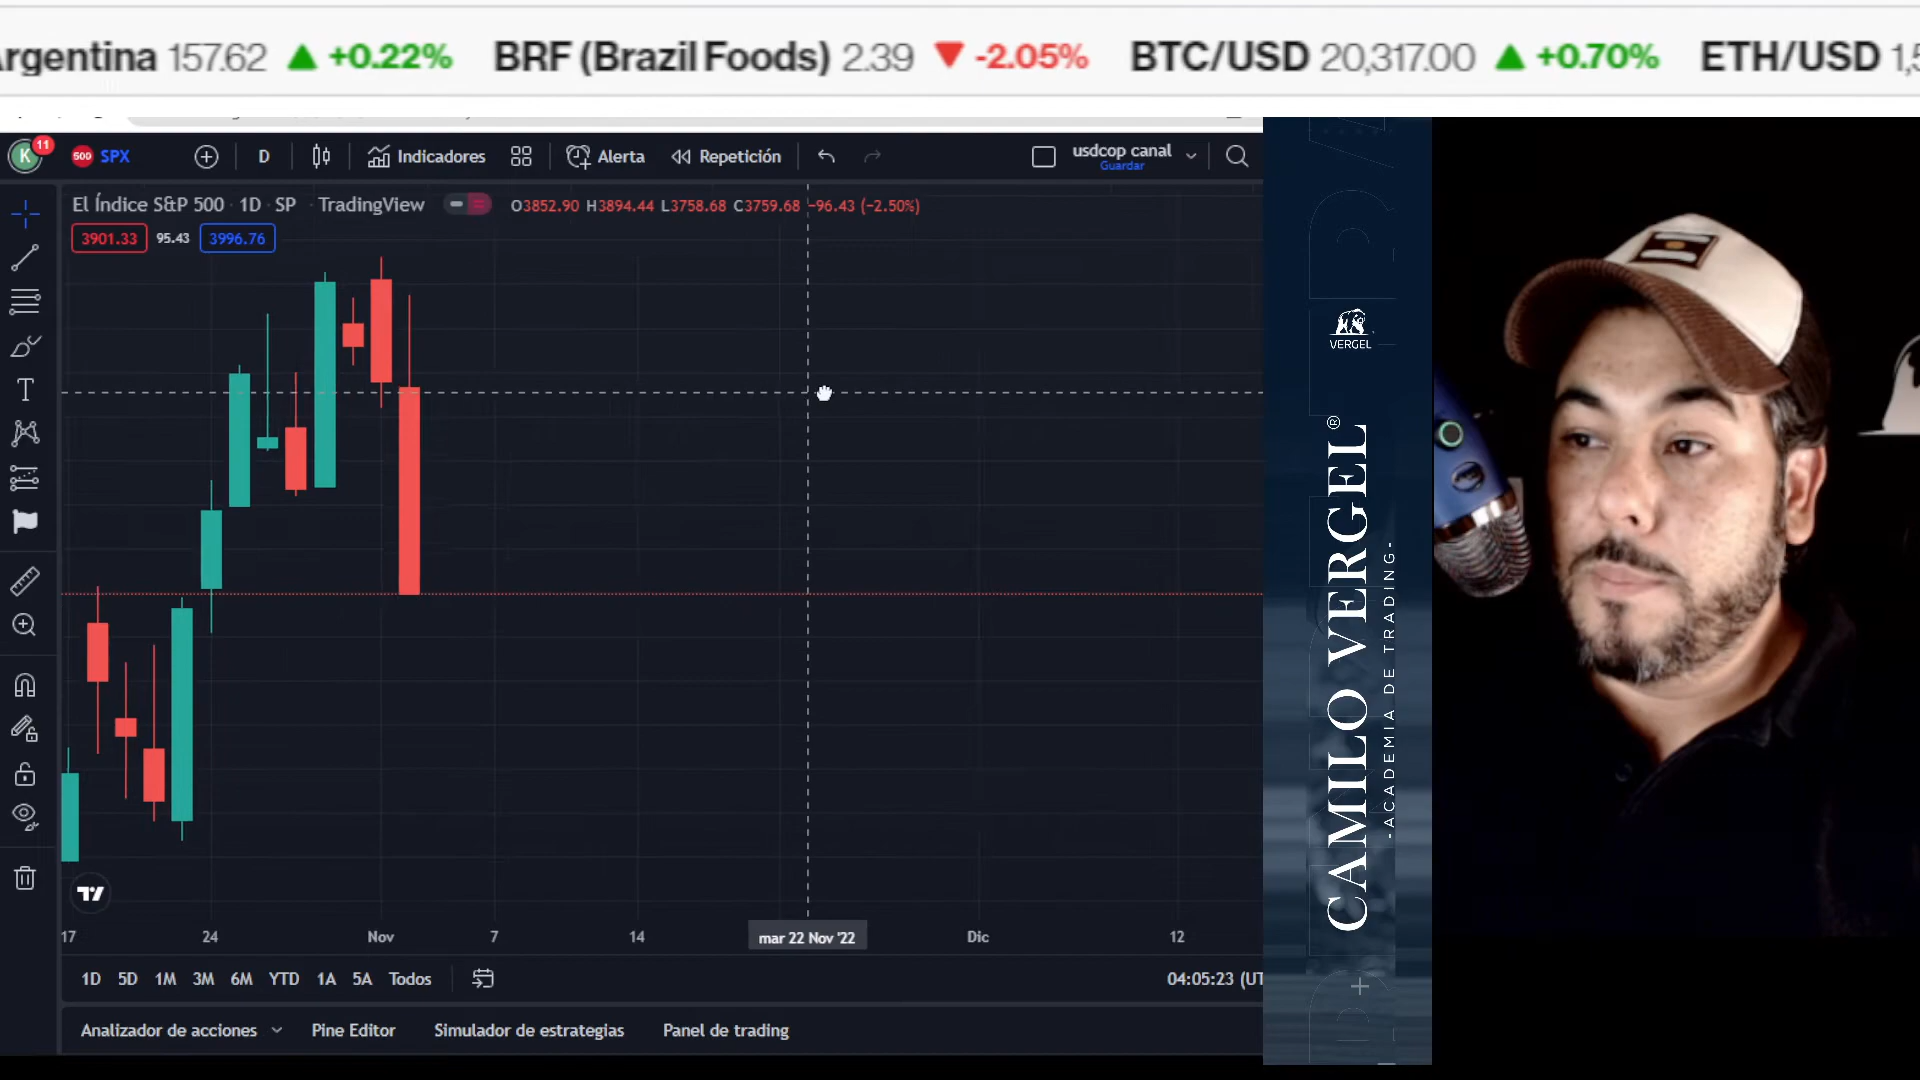 Argentina 157.62 ▲ +0.22% BRF (Brazil Foods) 2.39 ▼ -2.05% BTC/USD 20,317.00 ▲ +0.70% ETH/USD
K 11 500 SPX D Indicadores Alerta Repetición usdcop canal
Guardar
El Índice S&P 500 · 1D · SP · TradingView O3852.90 H3894.44 L3758.68 C3759.68 -96.43 (-2.50%)
3901.33 95.43 3996.76
17 24 Nov 7 14 mar 22 Nov '22 Dic 12
1D 5D 1M 3M 6M YTD 1A 5A Todos 04:05:23 (UT
Analizador de acciones Pine Editor Simulador de estrategias Panel de trading
VERGEL
CAMILO VERGEL®
-ACADEMIA DE TRADING-